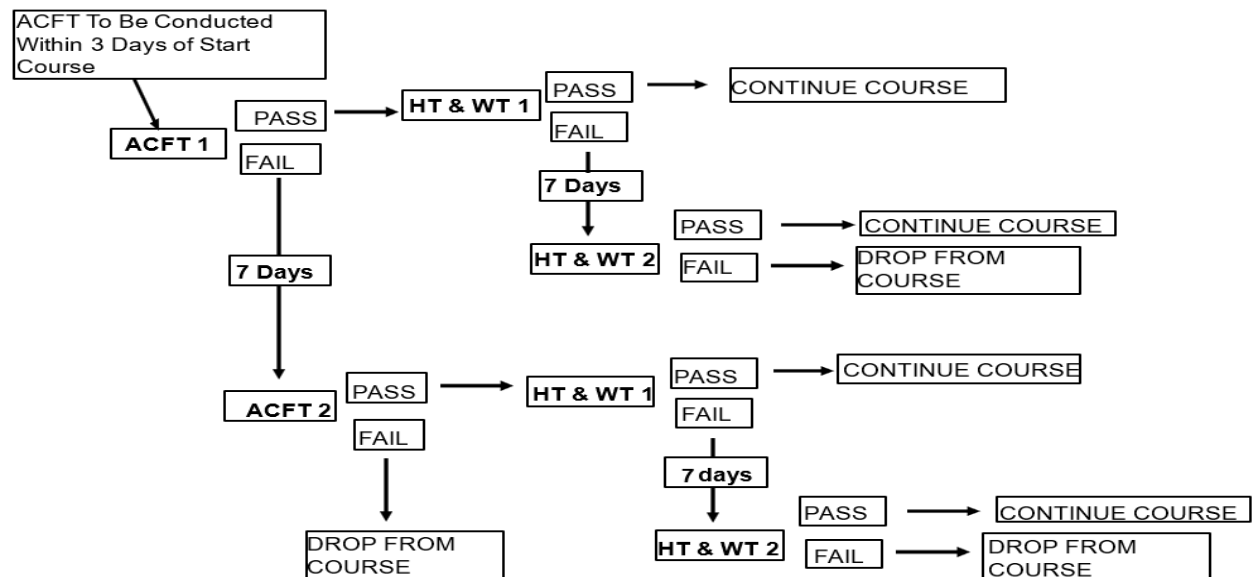 ACFT To Be Conducted
Within 3 Days of Start
Course
ACFT 1
PASS
FAIL
HT & WT 1
PASS
FAIL
CONTINUE COURSE
7 Days
HT & WT 2
PASS
FAIL
CONTINUE COURSE
DROP FROM
COURSE
7 Days
ACFT 2
PASS
FAIL
HT & WT 1
PASS
FAIL
CONTINUE COURSE
7 days
HT & WT 2
PASS
FAIL
CONTINUE COURSE
DROP FROM
COURSE
DROP FROM
COURSE